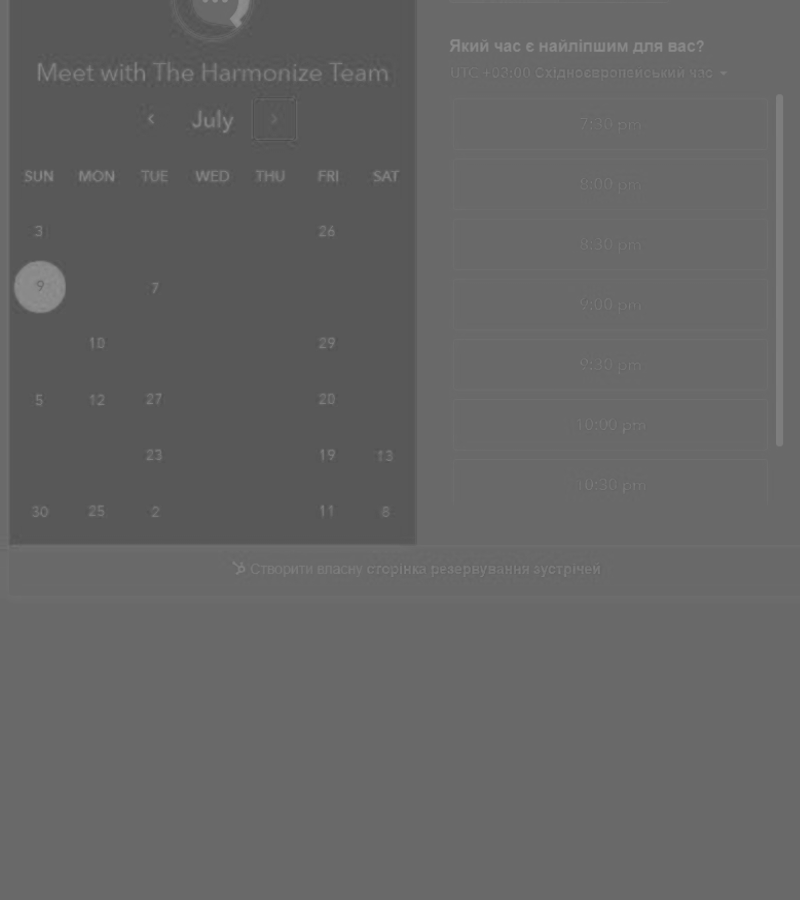 Meet with The Harmonize Team
July
SUN MON TUE WED THU FRI SAT
3 26
9 7
10 29
5 12 27 20
23 19 13
30 25 2 11 8
Який час є найліпшим для вас?
UTC +02:00 Східноєвропейський час
7:30 pm
8:00 pm
8:30 pm
9:00 pm
9:30 pm
10:00 pm
10:30 pm
Створити власну сторінка резервування зустрічей